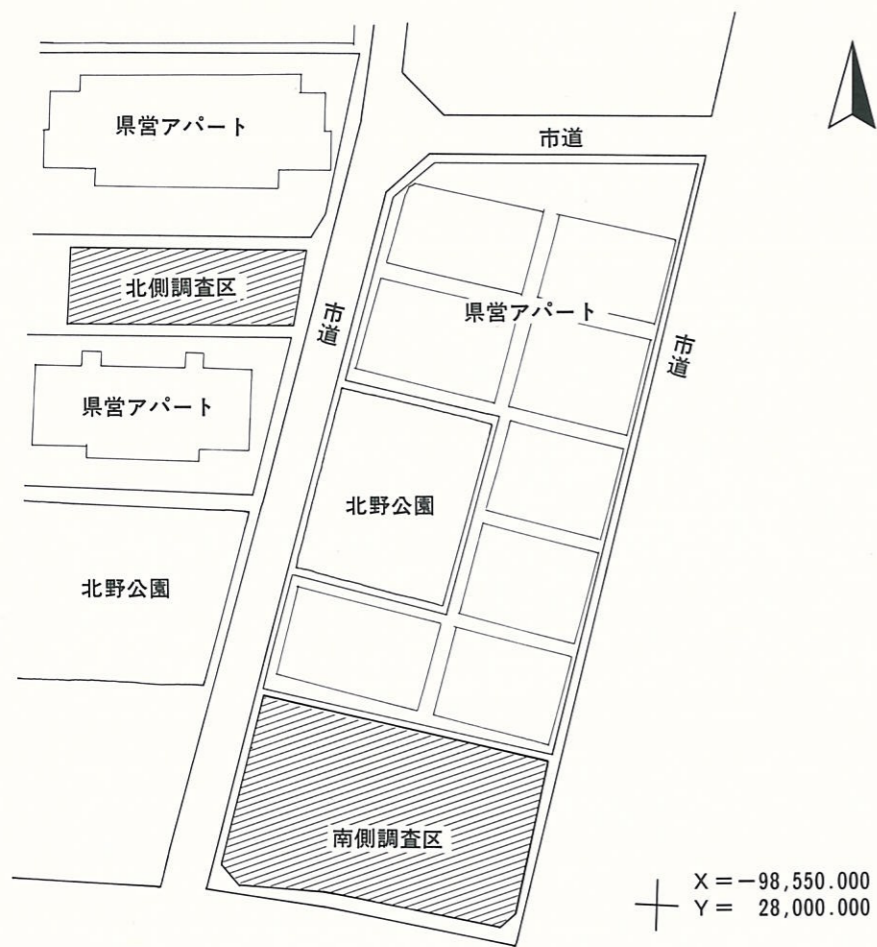 県営アパート
市道
北側調査区
県営アパート
市道
市道
県営アパート
北野公園
北野公園
南側調査区
X=-98,550.000
Y= 28,000.000